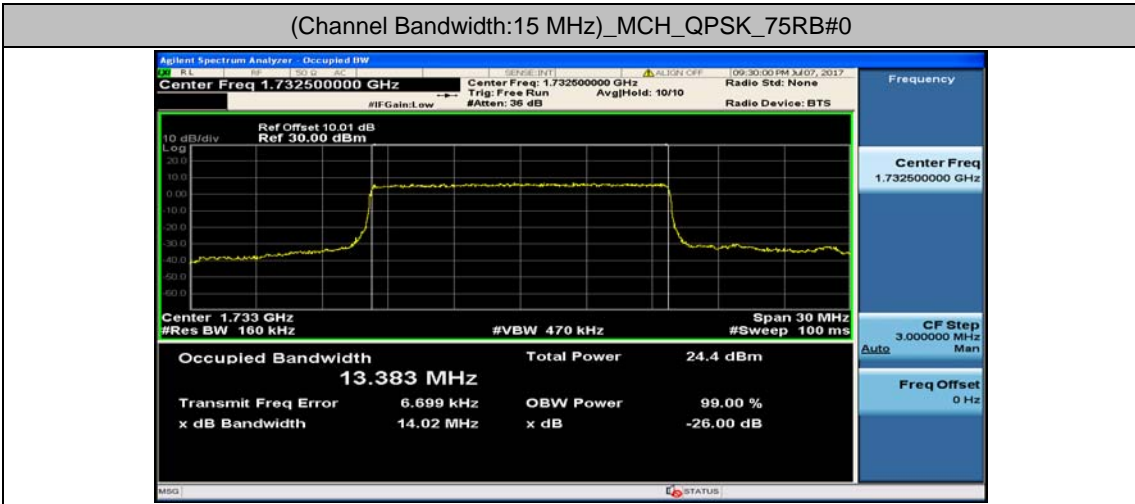 (Channel Bandwidth:15 MHz)_MCH_QPSK_75RB#0
Agilent Spectrum Analyzer - Occupied BW
RL RF 50 Ω AC SENSE:INT ALIGN OFF 09:30:00 PM Jul 07, 2017
Center Freq 1.732500000 GHz
Center Freq: 1.732500000 GHz
Radio Std: None
Trig: Free Run Avg|Hold: 10/10
#IFGain:Low #Atten: 36 dB Radio Device: BTS
Ref Offset 10.01 dB
10 dB/div Ref 30.00 dBm
Log
20.0
10.0
0.00
-10.0
-20.0
-30.0
-40.0
-50.0
-60.0
Center 1.733 GHz Span 30 MHz
#Res BW 160 kHz #VBW 470 kHz #Sweep 100 ms
Occupied Bandwidth Total Power 24.4 dBm
13.383 MHz
Transmit Freq Error 6.699 kHz OBW Power 99.00 %
x dB Bandwidth 14.02 MHz x dB -26.00 dB
MSG STATUS
Frequency
Center Freq
1.732500000 GHz
CF Step
3.000000 MHz
Auto Man
Freq Offset
0 Hz